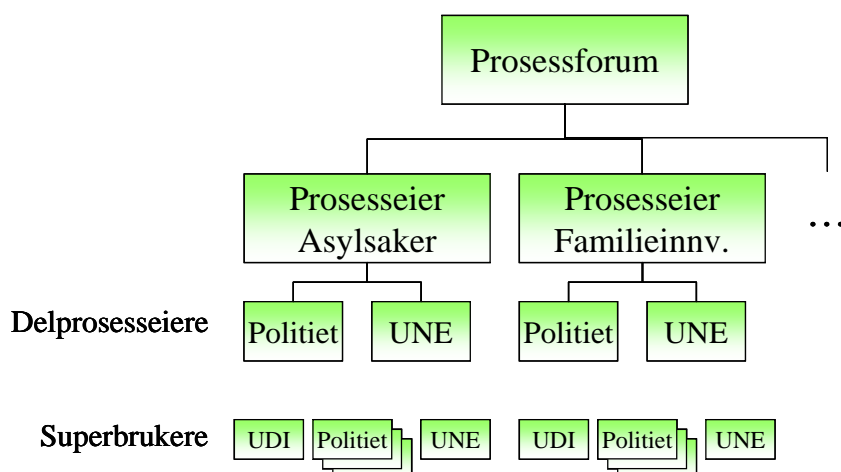 Prosessforum
Prosesseier
Asylsaker
Prosesseier
Familieinnv.
...
Delprosesseiere
Politiet
UNE
Politiet
UNE
Superbrukere
UDI
Politiet
UNE
UDI
Politiet
UNE